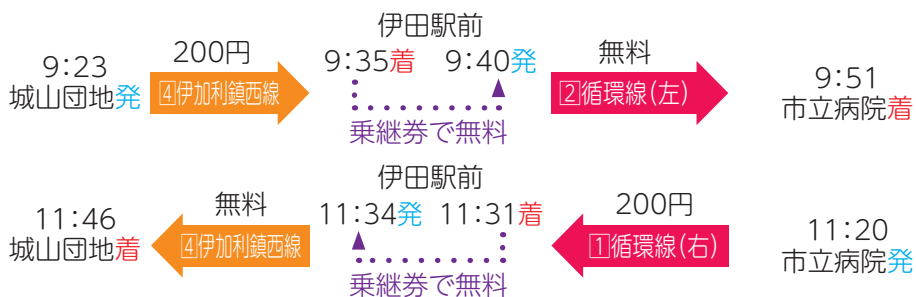 伊田駅前
9:23
城山団地発
200円
4伊加利鎮西線
9:35着 9:40発
乗継券で無料
無料
2循環線(左)
9:51
市立病院着
伊田駅前
11:46
城山団地着
無料
4伊加利鎮西線
11:34発 11:31着
乗継券で無料
200円
1循環線(右)
11:20
市立病院発